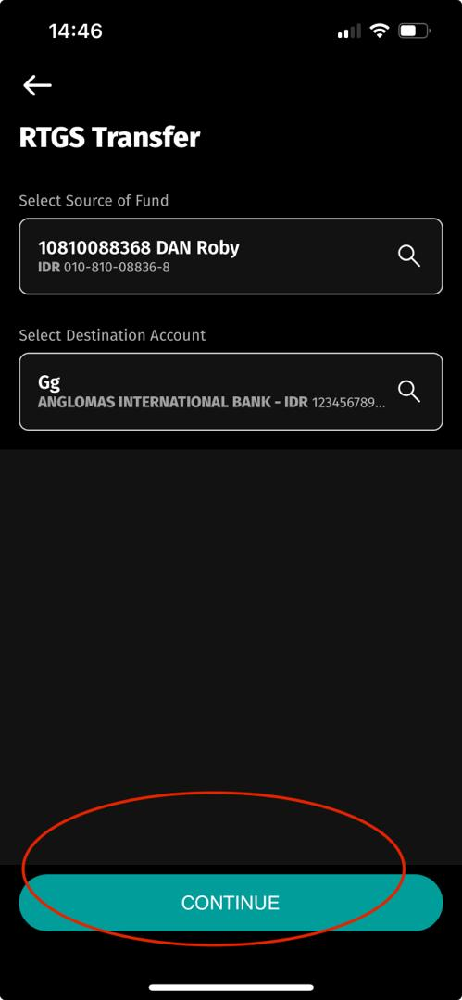 14:46
RTGS Transfer
Select Source of Fund
10810088368 DAN Roby
IDR 010-810-08836-8
Select Destination Account
Gg
ANGLOMAS INTERNATIONAL BANK - IDR 123456789...
CONTINUE